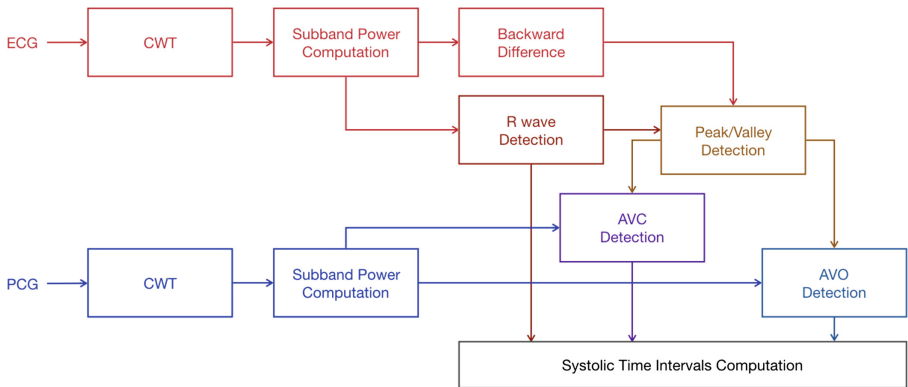 ECG
CWT
Subband Power
Computation
Backward
Difference
R wave
Detection
Peak/Valley
Detection
AVC
Detection
PCG
CWT
Subband Power
Computation
AVO
Detection
Systolic Time Intervals Computation